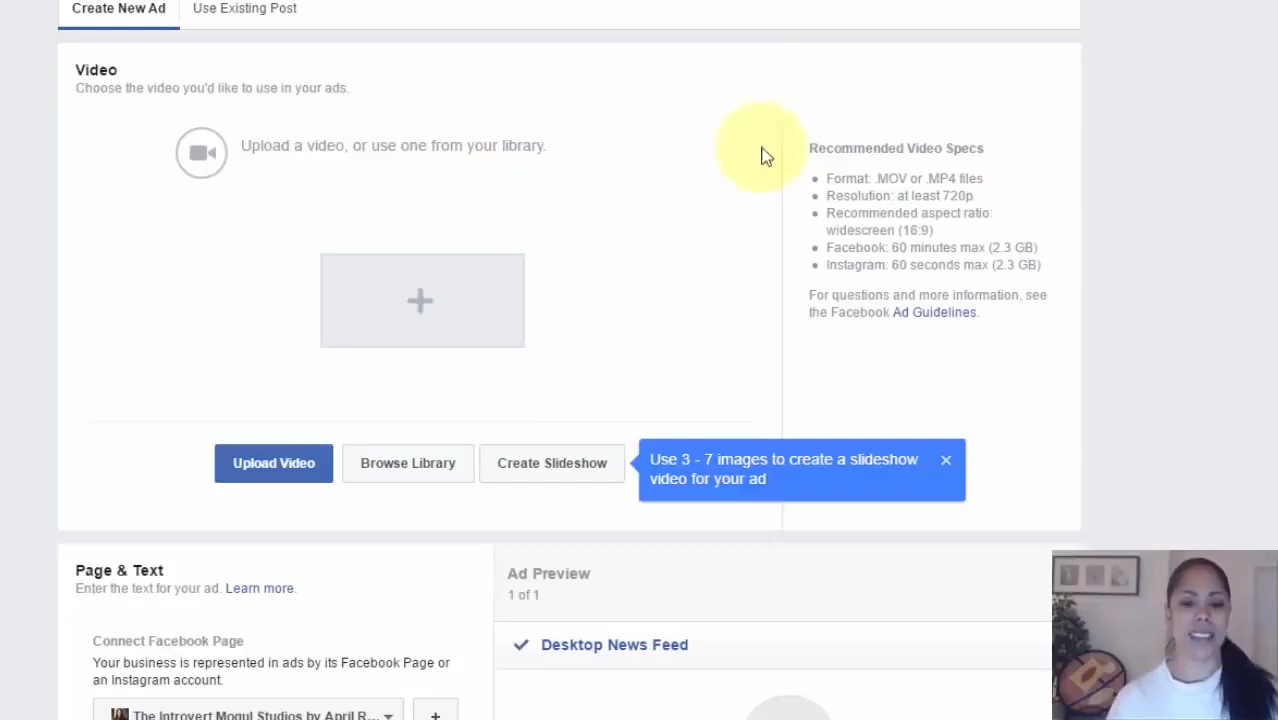 Create New Ad
Use Existing Post
Video
Choose the video you'd like to use in your ads.
Upload a video, or use one from your library.
Recommended Video Specs
Format: .MOV or .MP4 files
Resolution: at least 720p
Recommended aspect ratio:
widescreen (16:9)
Facebook: 60 minutes max (2.3 GB)
Instagram: 60 seconds max (2.3 GB)
For questions and more information, see
the Facebook Ad Guidelines.
Upload Video
Browse Library
Create Slideshow
Use 3 - 7 images to create a slideshow
video for your ad
Page & Text
Enter the text for your ad. Learn more.
Connect Facebook Page
Your business is represented in ads by its Facebook Page or
an Instagram account.
The Introvert Mogul Studios by April R...
Ad Preview
1 of 1
Desktop News Feed